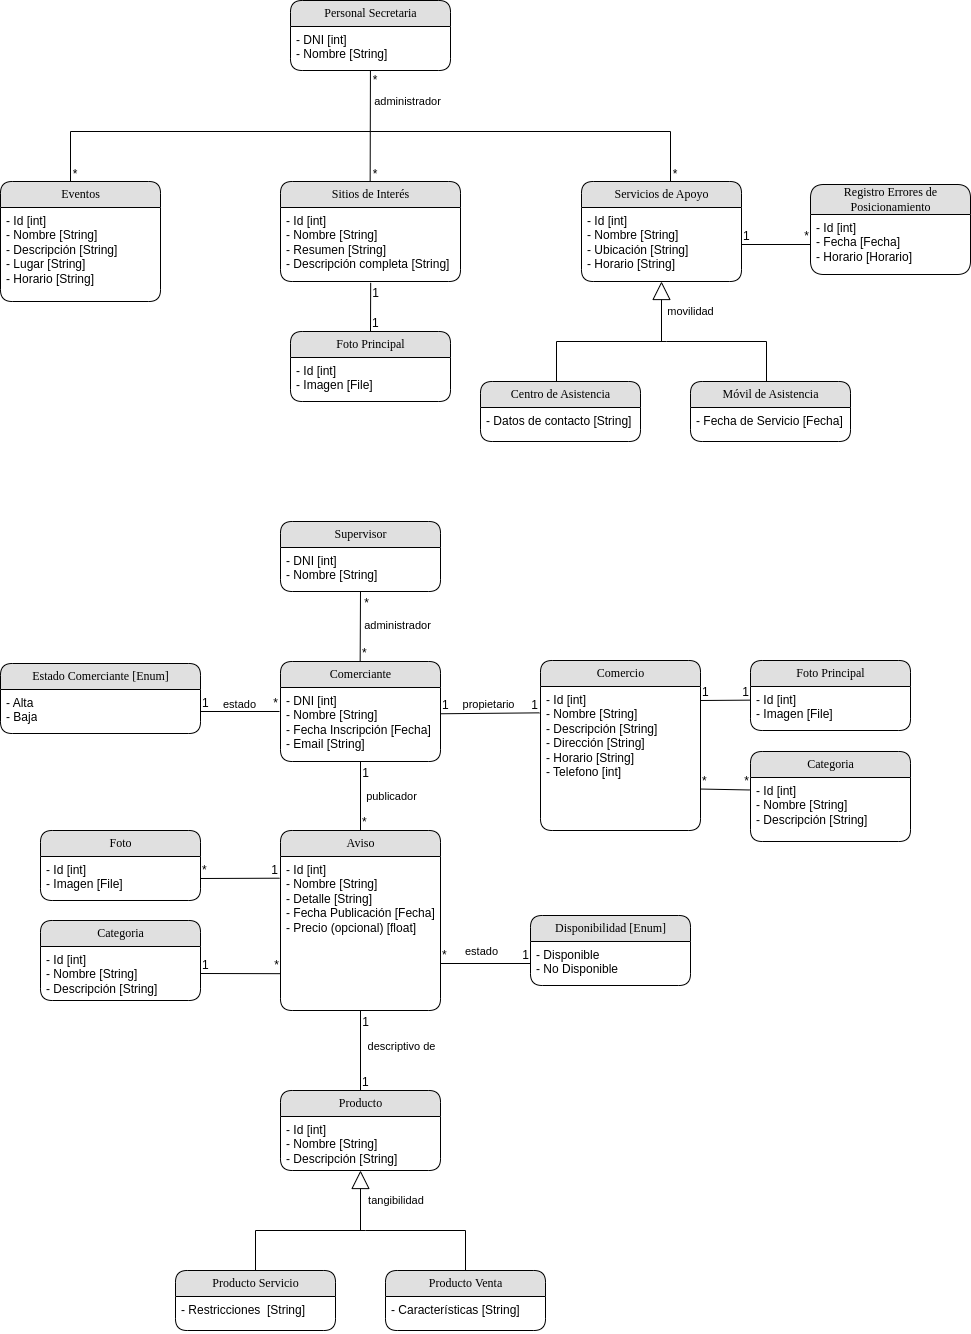 Personal Secretaria
- DNI [int]
- Nombre [String]
*
administrador
*
*
*
Eventos
- Id [int]
- Nombre [String]
- Descripción [String]
- Lugar [String]
- Horario [String]
Sitios de Interés
- Id [int]
- Nombre [String]
- Resumen [String]
- Descripción completa [String]
Servicios de Apoyo
- Id [int]
- Nombre [String]
- Ubicación [String]
- Horario [String]
1
*
Registro Errores de
Posicionamiento
- Id [int]
- Fecha [Fecha]
- Horario [Horario]
1
1
Foto Principal
- Id [int]
- Imagen [File]
movilidad
Centro de Asistencia
- Datos de contacto [String]
Móvil de Asistencia
- Fecha de Servicio [Fecha]
Supervisor
- DNI [int]
- Nombre [String]
*
administrador
*
Estado Comerciante [Enum]
- Alta
- Baja
1
estado
*
Comerciante
- DNI [int]
- Nombre [String]
- Fecha Inscripción [Fecha]
- Email [String]
1
propietario
1
Comercio
- Id [int]
- Nombre [String]
- Descripción [String]
- Dirección [String]
- Horario [String]
- Telefono [int]
1
1
Foto Principal
- Id [int]
- Imagen [File]
*
*
Categoria
- Id [int]
- Nombre [String]
- Descripción [String]
1
publicador
*
Foto
- Id [int]
- Imagen [File]
*
1
Aviso
- Id [int]
- Nombre [String]
- Detalle [String]
- Fecha Publicación [Fecha]
- Precio (opcional) [float]
Categoria
- Id [int]
- Nombre [String]
- Descripción [String]
1
*
*
estado
1
Disponibilidad [Enum]
- Disponible
- No Disponible
1
descriptivo de
1
Producto
- Id [int]
- Nombre [String]
- Descripción [String]
tangibilidad
Producto Servicio
- Restricciones  [String]
Producto Venta
- Características [String]